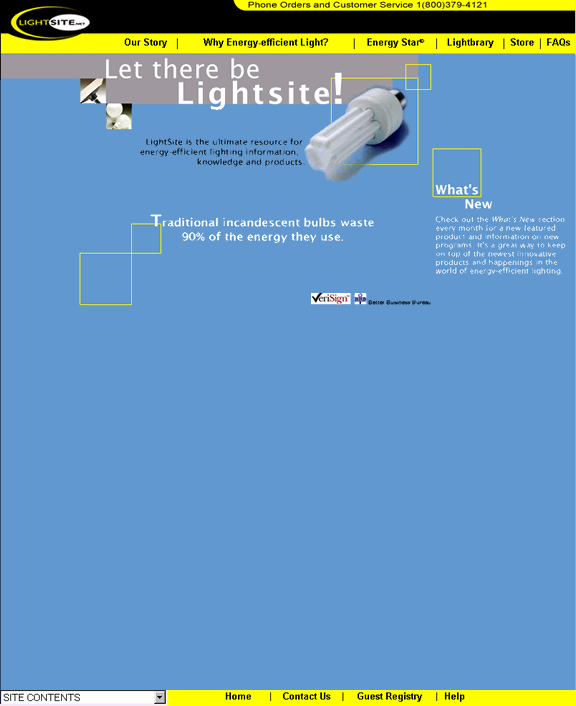 Phone Orders and Customer Service 1(800)379-4121
LIGHTSITE.NET
Our Story | Why Energy-efficient Light? | Energy Star® | Lightbrary | Store | FAQs
Let there be
Lightsite!
LightSite is the ultimate resource for
energy-efficient lighting information,
knowledge and products.
What's
New
Check out the What's New section
every month for a new featured
product and information on new
programs. It's a great way to keep
on top of the newest innovative
products and happenings in the
world of energy-efficient lighting.
Traditional incandescent bulbs waste
90% of the energy they use.
VeriSign Better Business Bureau
SITE CONTENTS
Home | Contact Us | Guest Registry | Help